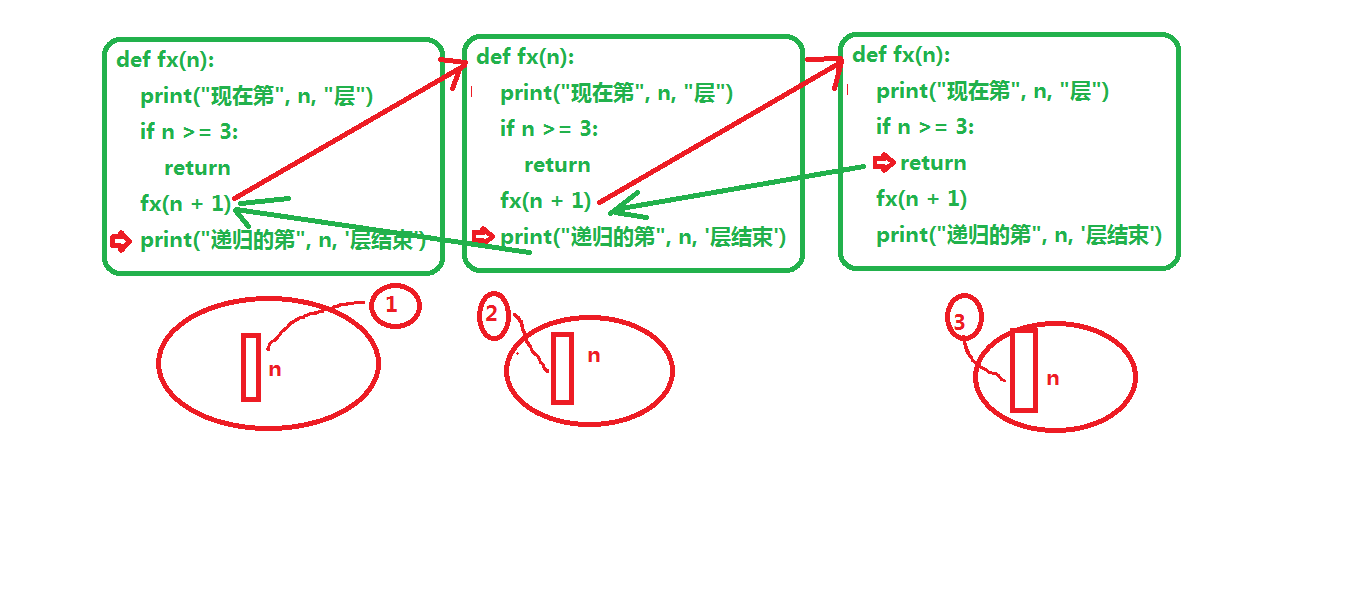 def fx(n):
print("现在第", n, "层")
if n >= 3:
return
fx(n + 1)
print("递归的第", n, '层结束')
def fx(n):
print("现在第", n, "层")
if n >= 3:
return
fx(n + 1)
print("递归的第", n, '层结束')
def fx(n):
print("现在第", n, "层")
if n >= 3:
return
fx(n + 1)
print("递归的第", n, '层结束')
1
n
2
n
3
n